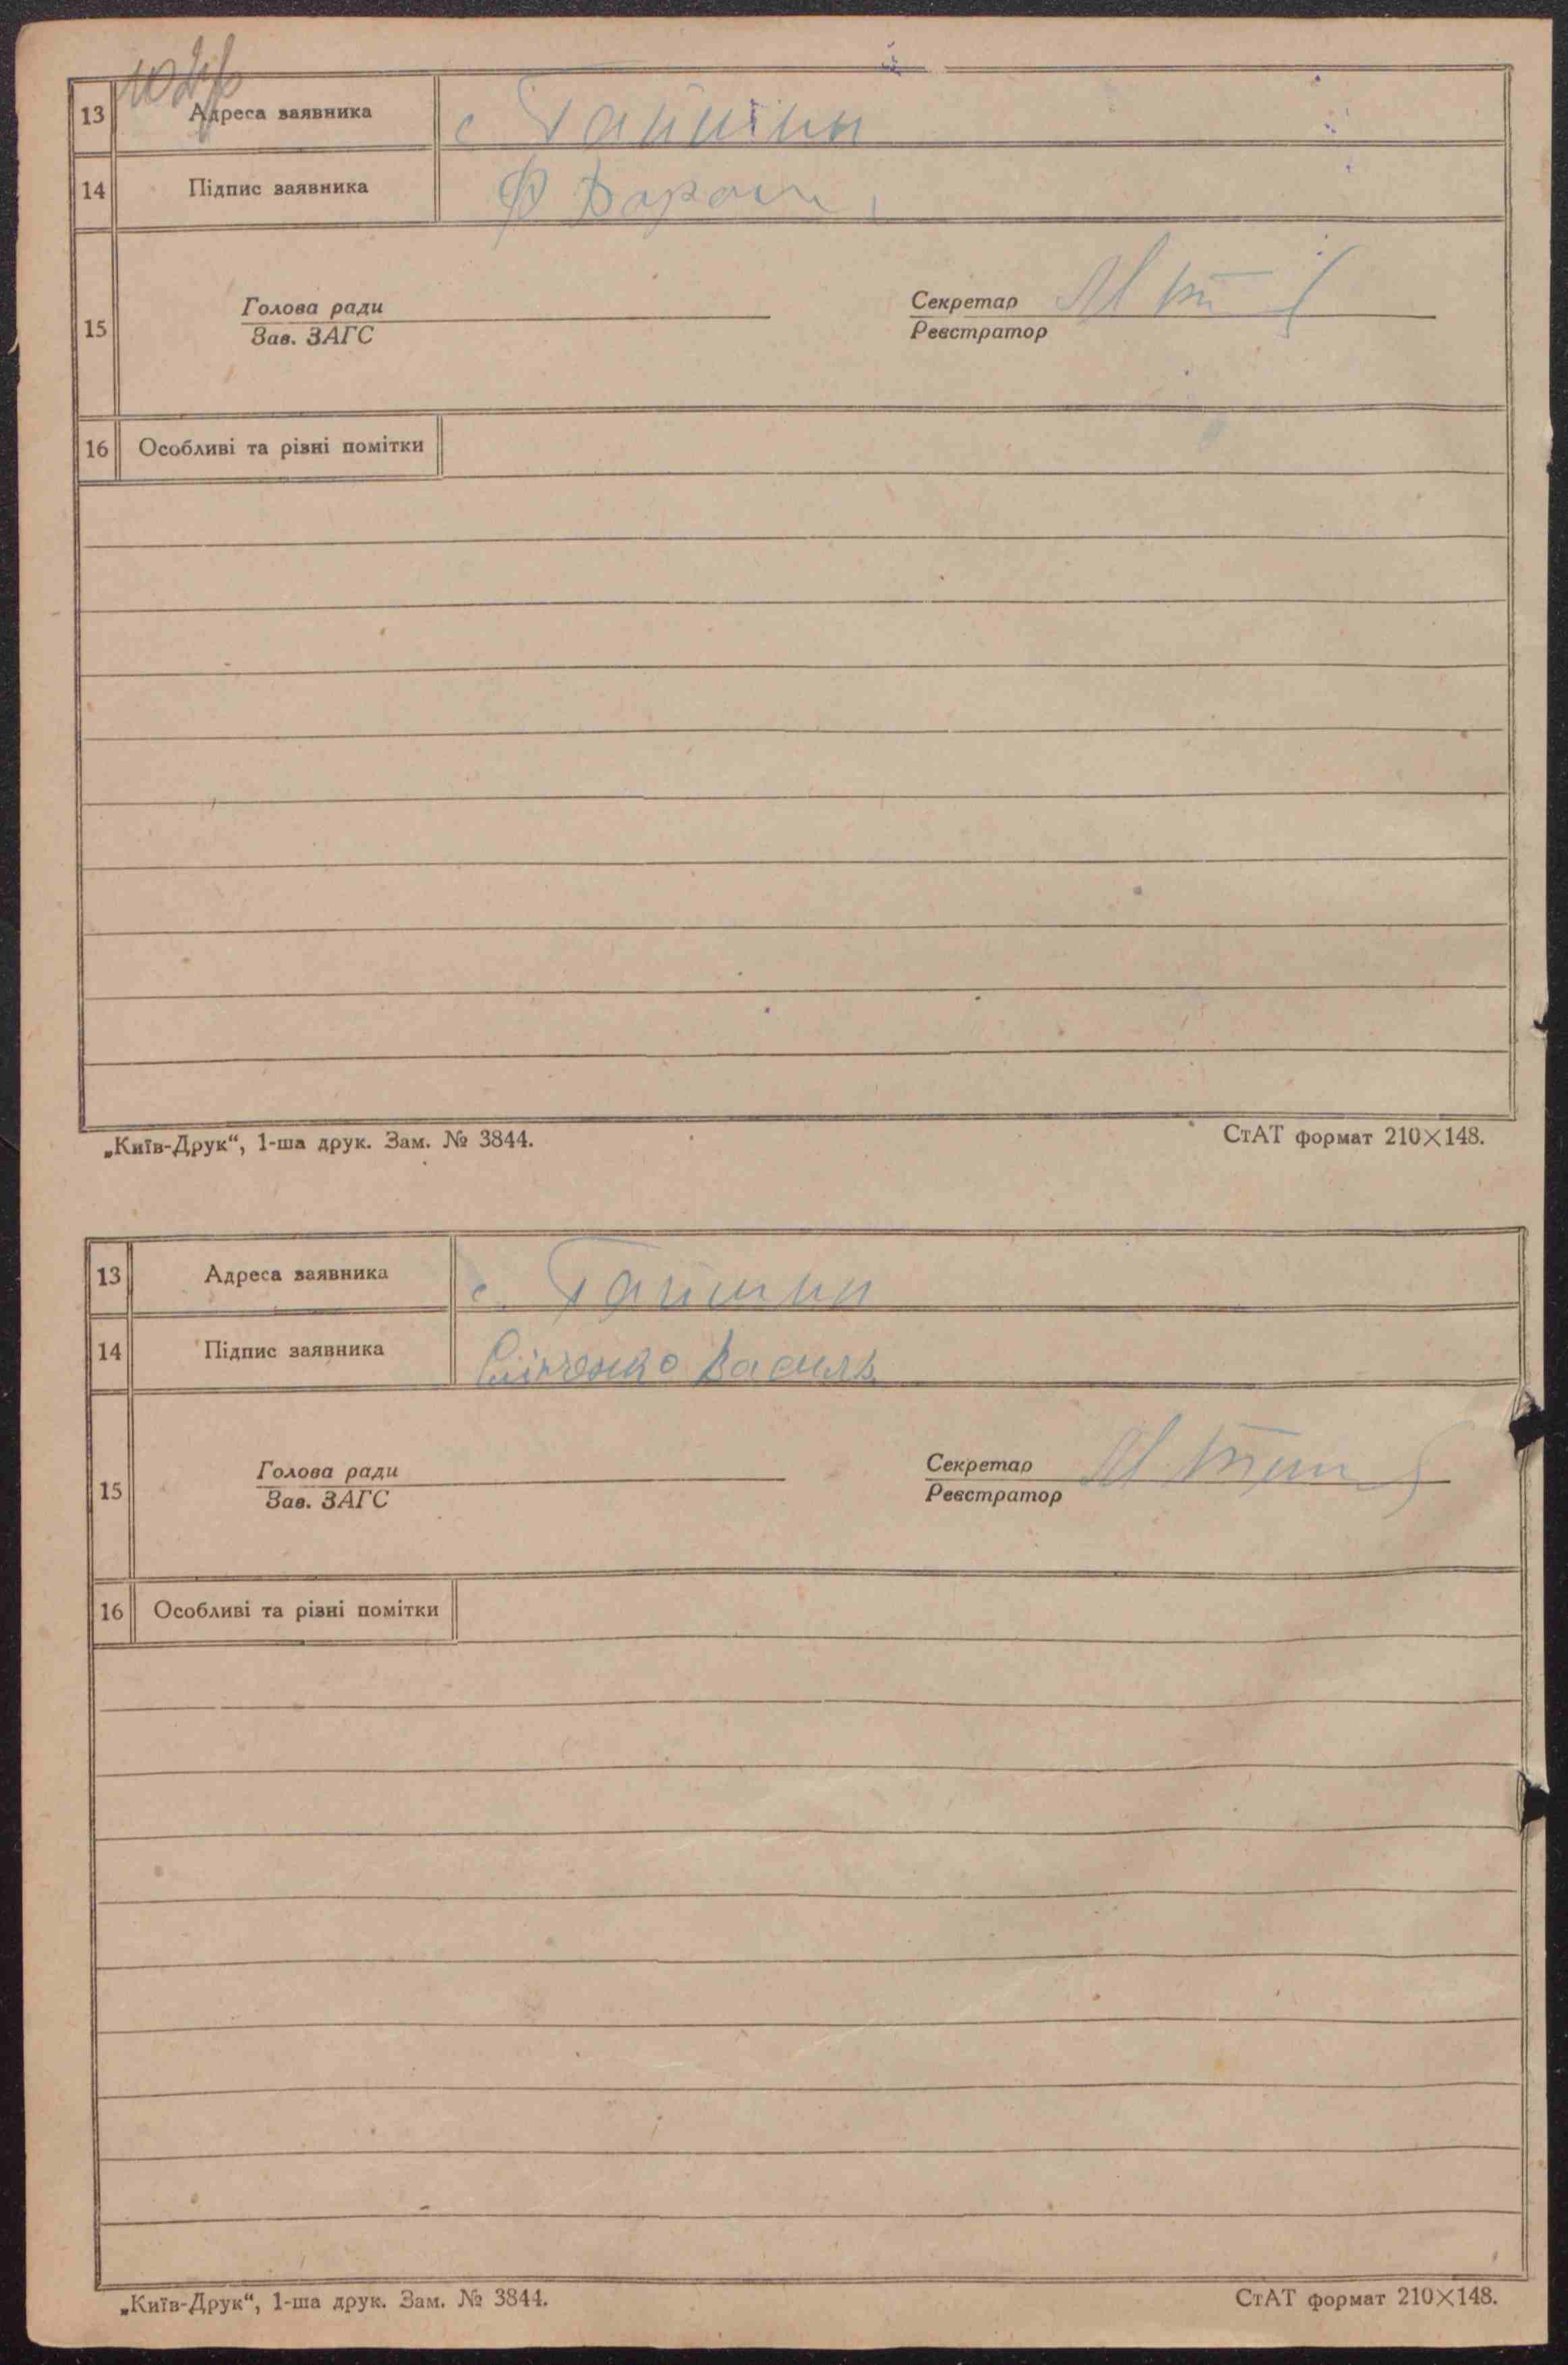 13 Адреса заявника с. Гайшин
14 Підпис заявника Ф
15 Голова ради Секретар
Зав. ЗАГС Реєстратор
16 Особливі та різні помітки
„Київ-Друк“, 1-ша друк. Зам. № 3844. СтАТ формат 210×148.
13 Адреса заявника с. Гайшин
14 Підпис заявника Василь
15 Голова ради Секретар
Зав. ЗАГС Реєстратор
16 Особливі та різні помітки
„Київ-Друк“, 1-ша друк. Зам. № 3844. СтАТ формат 210×148.